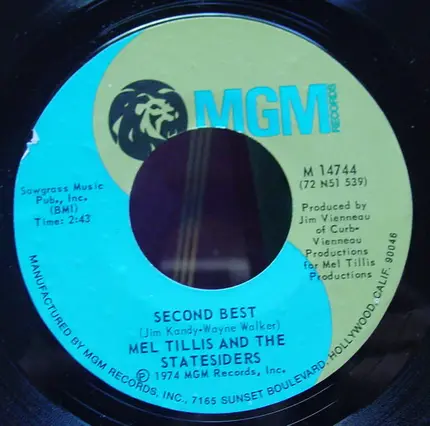 MGM
RECORDS
M 14744
(72 N51 539)
Sawgrass Music
Pub., Inc.
(BMI)
Time: 2:43
Produced by
Jim Vienneau
of Curb-
Vienneau
Productions
for Mel Tillis
Productions
SECOND BEST
(Jim Kandy-Wayne Walker)
MEL TILLIS AND THE
STATESIDERS
℗ 1974 MGM Records, Inc.
MANUFACTURED BY MGM RECORDS, INC., 7165 SUNSET BOULEVARD, HOLLYWOOD, CALIF. 90046